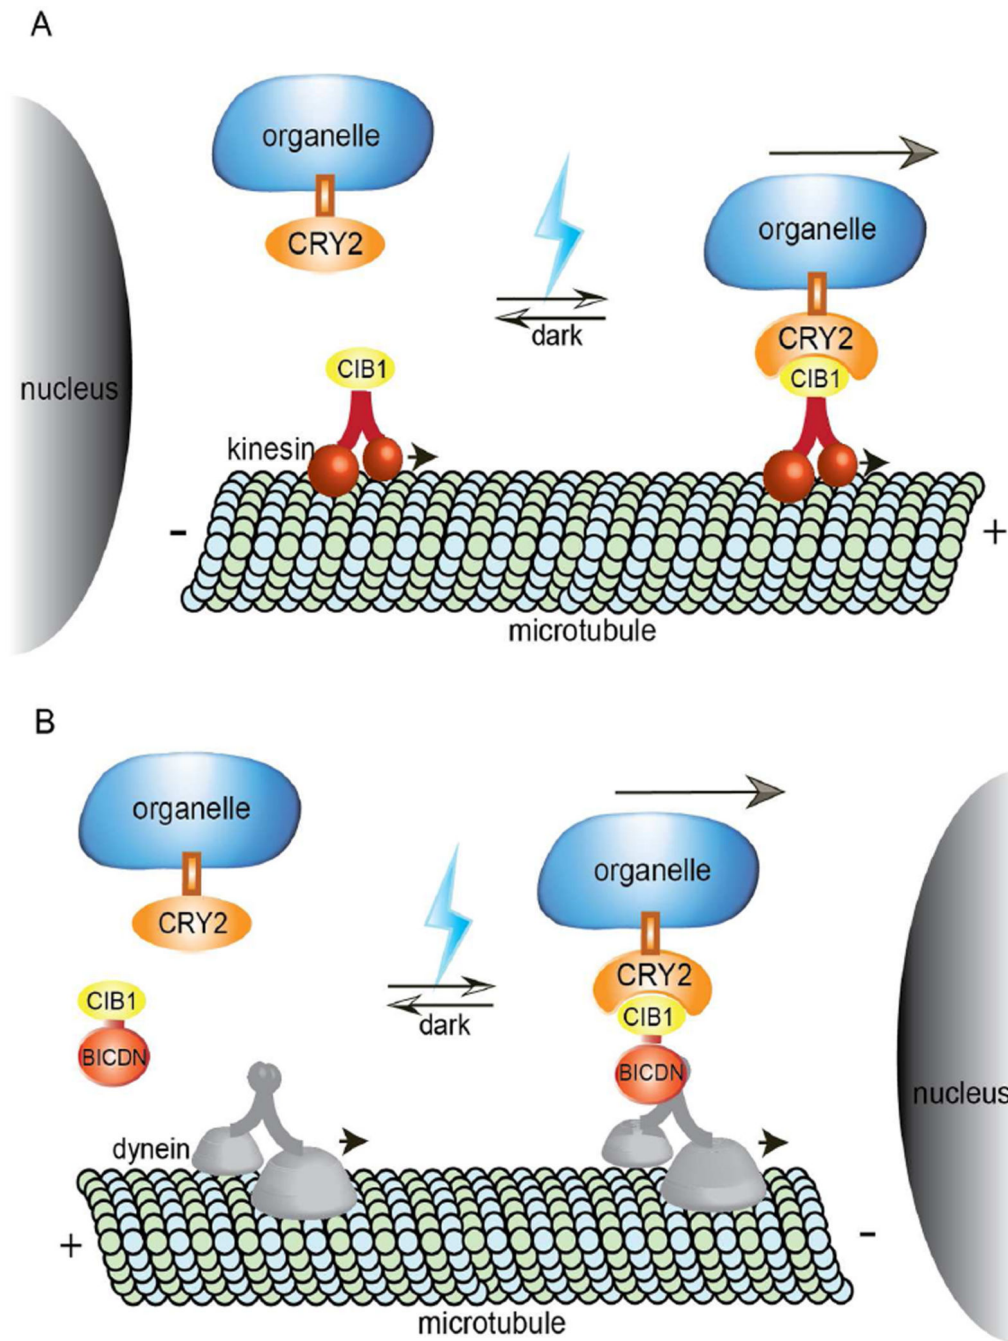 A
organelle
CRY2
organelle
CRY2
CIB1
dark
CIB1
nucleus
kinesin
-
+
microtubule
B
organelle
CRY2
organelle
CRY2
CIB1
CIB1
dark
BICDN
BICDN
nucleus
dynein
+
-
microtubule